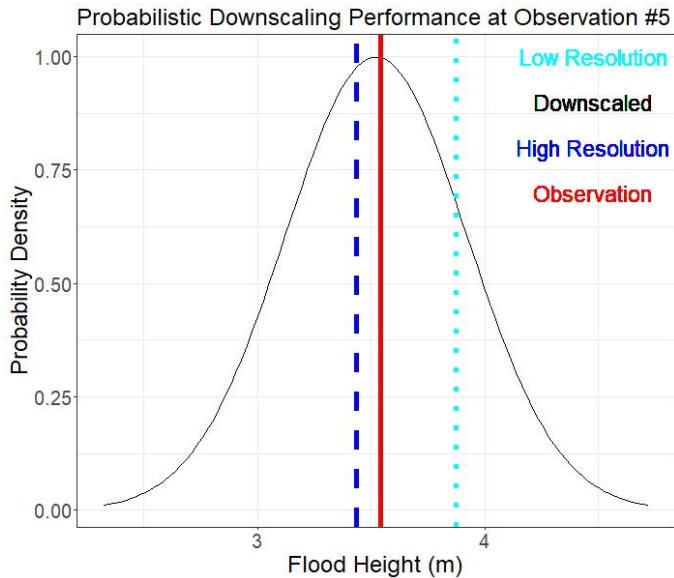 Probabilistic Downscaling Performance at Observation #5
Low Resolution
Downscaled
High Resolution
Observation
Probability Density
1.00
0.75
0.50
0.25
0.00
3 4
Flood Height (m)